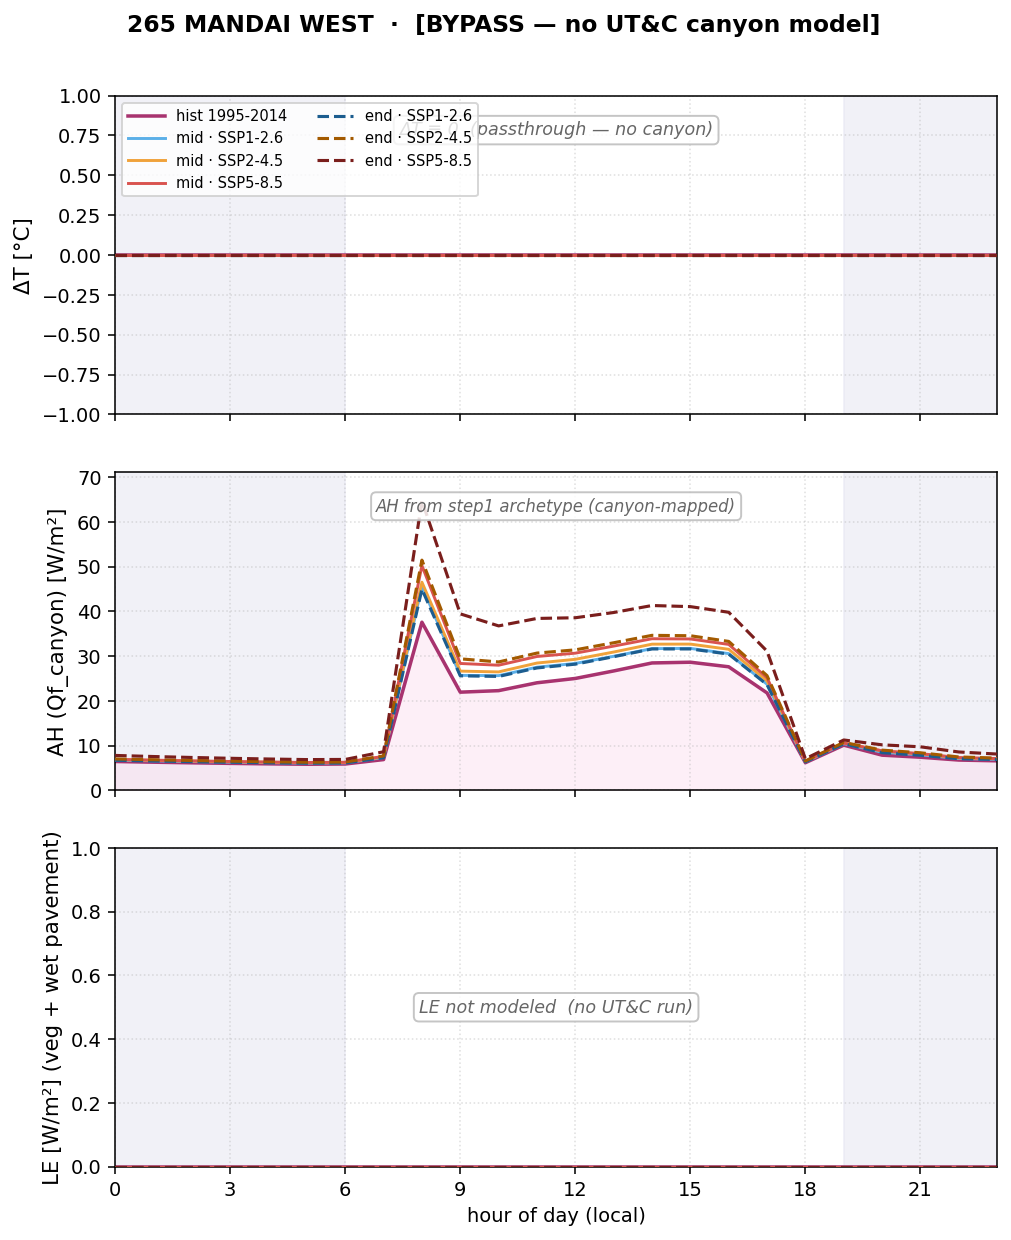 265 MANDAI WEST · [BYPASS — no UT&C canyon model]
1.00
0.75
0.50
0.25
0.00
−0.25
−0.50
−0.75
−1.00
ΔT [°C]
hist 1995-2014
mid · SSP1-2.6
mid · SSP2-4.5
mid · SSP5-8.5
end · SSP1-2.6
end · SSP2-4.5
end · SSP5-8.5
(passthrough — no canyon)
70
60
50
40
30
20
10
0
AH (Qf_canyon) [W/m²]
AH from step1 archetype (canyon-mapped)
1.0
0.8
0.6
0.4
0.2
0.0
LE [W/m²] (veg + wet pavement)
LE not modeled (no UT&C run)
0 3 6 9 12 15 18 21
hour of day (local)